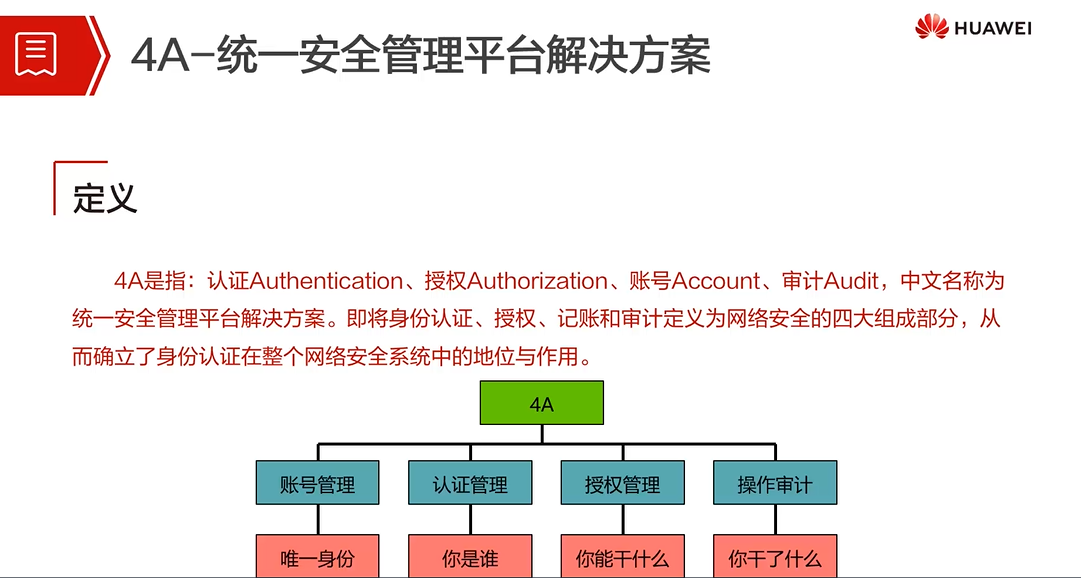 4A-统一安全管理平台解决方案
HUAWEI
定义
4A是指：认证Authentication、授权Authorization、账号Account、审计Audit，中文名称为
统一安全管理平台解决方案。即将身份认证、授权、记账和审计定义为网络安全的四大组成部分，从
而确立了身份认证在整个网络安全系统中的地位与作用。
4A
账号管理
认证管理
授权管理
操作审计
唯一身份
你是谁
你能干什么
你干了什么